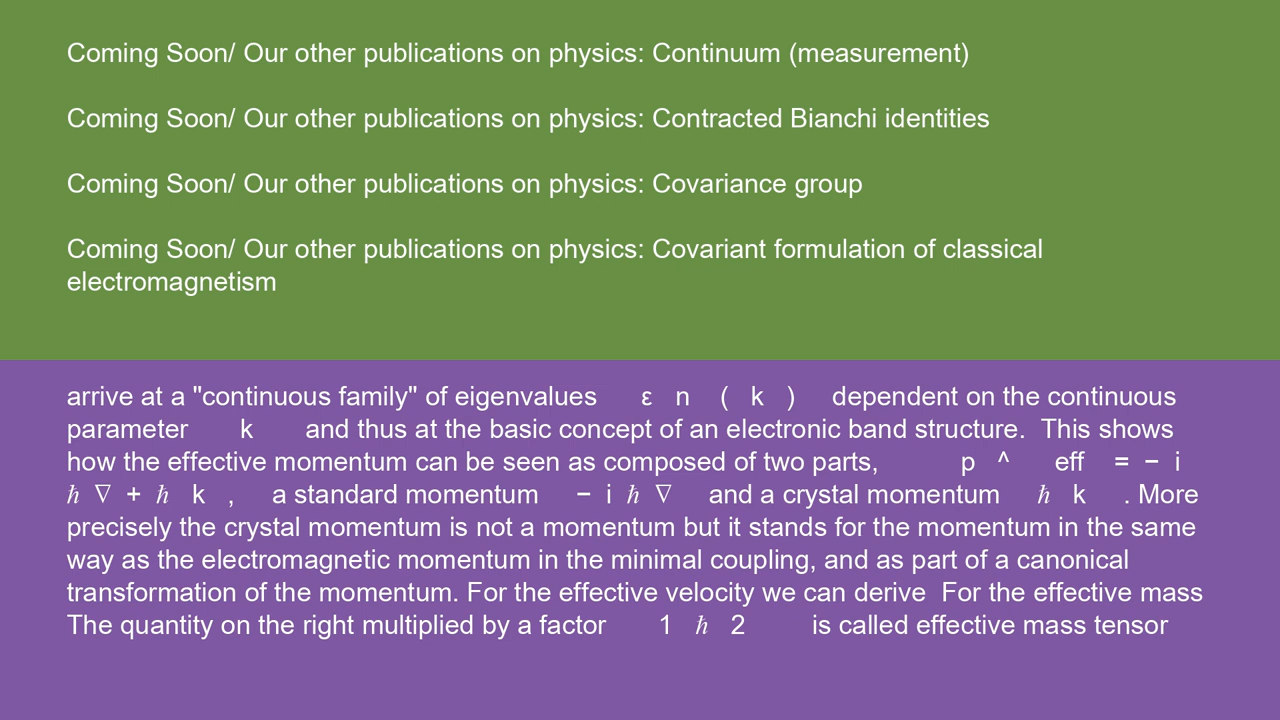 Coming Soon/ Our other publications on physics: Continuum (measurement)
Coming Soon/ Our other publications on physics: Contracted Bianchi identities
Coming Soon/ Our other publications on physics: Covariance group
Coming Soon/ Our other publications on physics: Covariant formulation of classical
electromagnetism
arrive at a "continuous family" of eigenvalues ε n ( k ) dependent on the continuous
parameter k and thus at the basic concept of an electronic band structure. This shows
how the effective momentum can be seen as composed of two parts, p ^ eff = − i
ℏ ∇ + ℏ k , a standard momentum − i ℏ ∇ and a crystal momentum ℏ k . More
precisely the crystal momentum is not a momentum but it stands for the momentum in the same
way as the electromagnetic momentum in the minimal coupling, and as part of a canonical
transformation of the momentum. For the effective velocity we can derive For the effective mass
The quantity on the right multiplied by a factor 1 ℏ 2 is called effective mass tensor